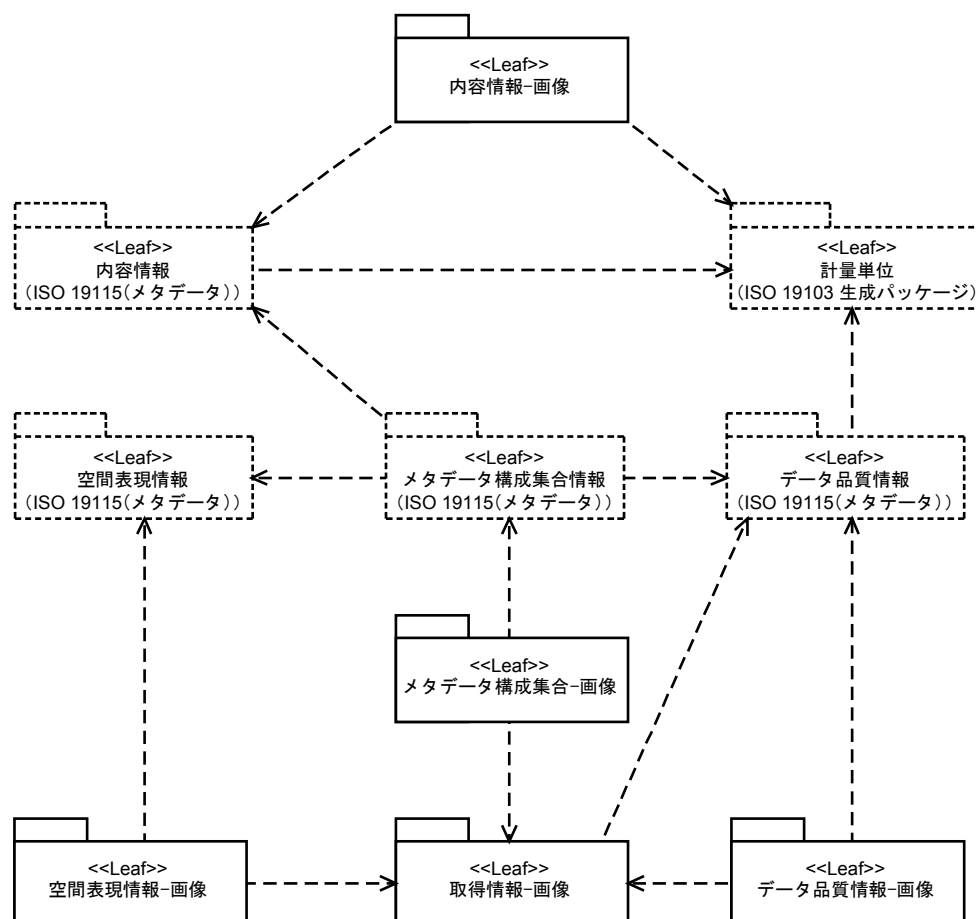 <<Leaf>>
内容情報-画像
<<Leaf>>
内容情報
(ISO 19115(メタデータ))
<<Leaf>>
計量単位
(ISO 19103 生成パッケージ)
<<Leaf>>
空間表現情報
(ISO 19115(メタデータ))
<<Leaf>>
メタデータ構成集合情報
(ISO 19115(メタデータ))
<<Leaf>>
データ品質情報
(ISO 19115(メタデータ))
<<Leaf>>
メタデータ構成集合-画像
<<Leaf>>
空間表現情報-画像
<<Leaf>>
取得情報-画像
<<Leaf>>
データ品質情報-画像